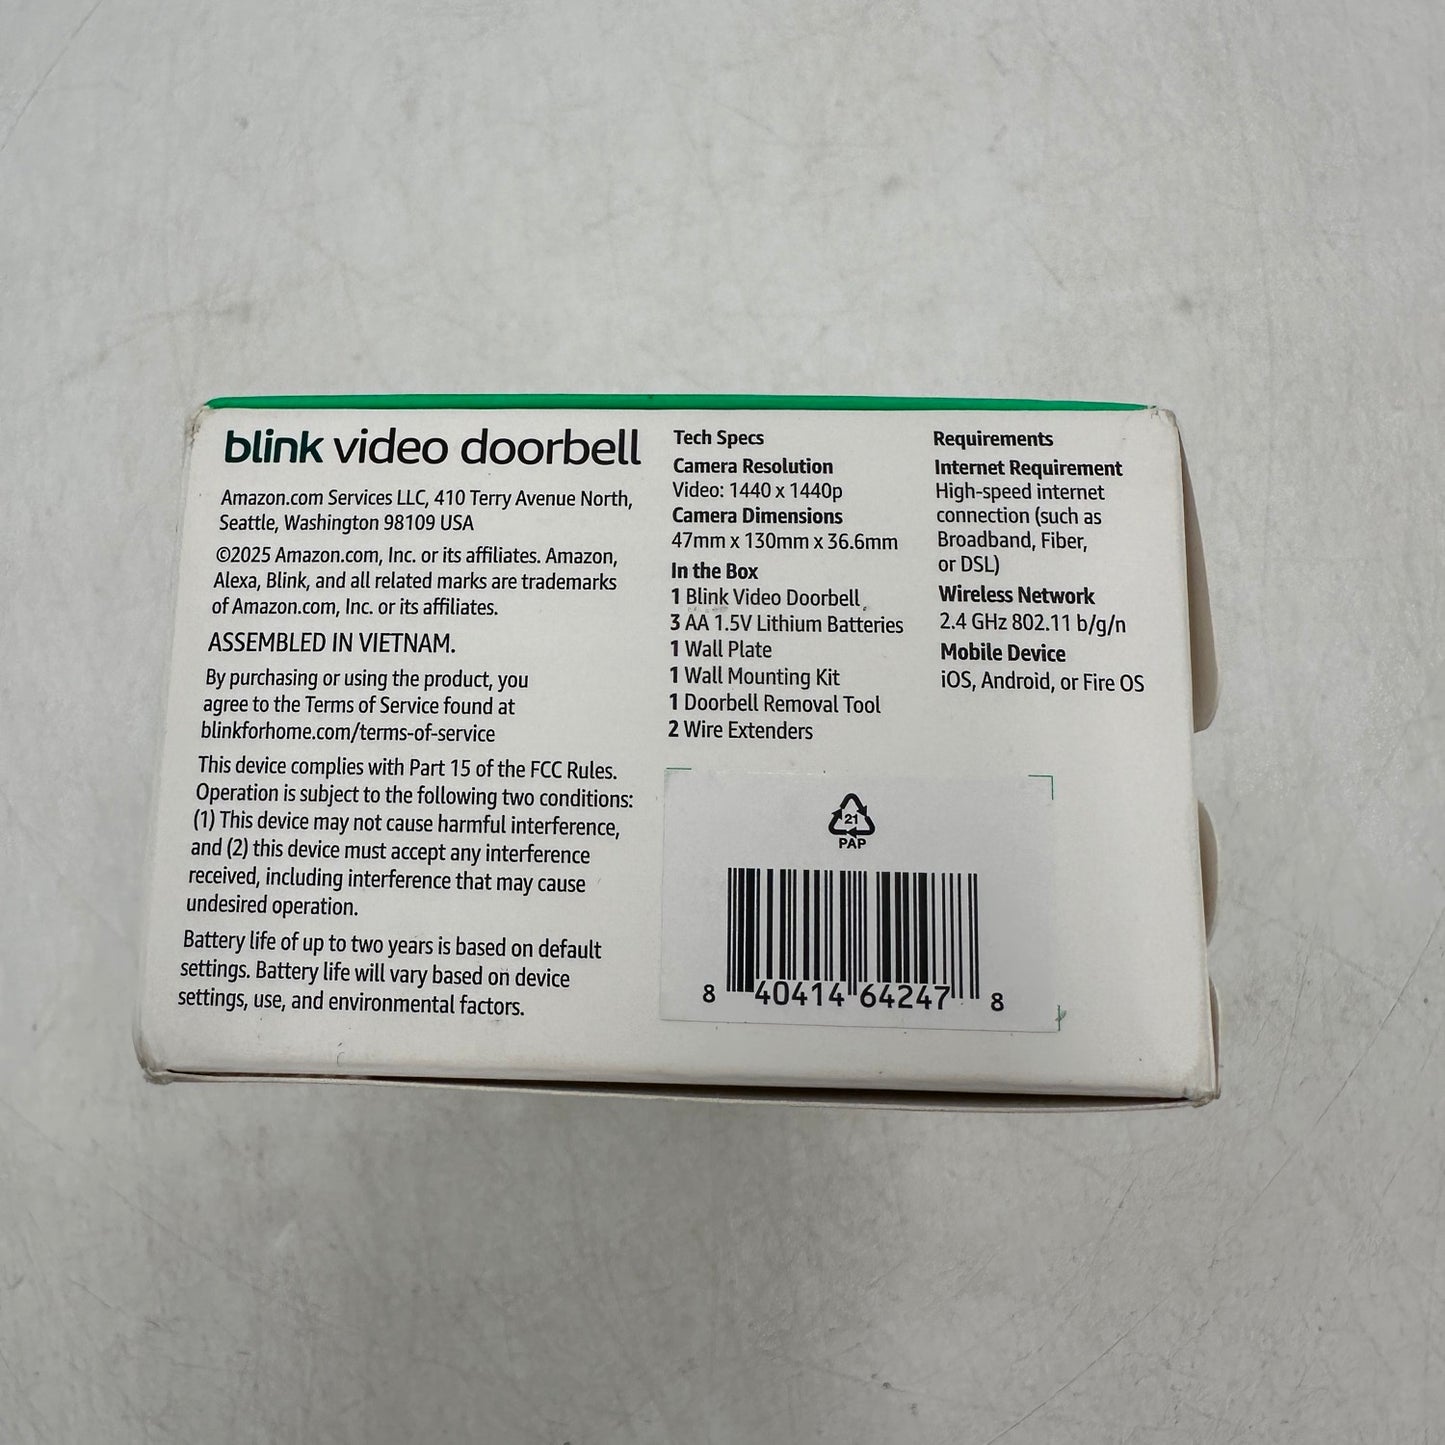 blink video doorbell
Amazon.com Services LLC, 410 Terry Avenue North,
Seattle, Washington 98109 USA
©2025 Amazon.com, Inc. or its affiliates. Amazon,
Alexa, Blink, and all related marks are trademarks
of Amazon.com, Inc. or its affiliates.
ASSEMBLED IN VIETNAM.
By purchasing or using the product, you
agree to the Terms of Service found at
blinkforhome.com/terms-of-service
This device complies with Part 15 of the FCC Rules.
Operation is subject to the following two conditions:
(1) This device may not cause harmful interference,
and (2) this device must accept any interference
received, including interference that may cause
undesired operation.
Battery life of up to two years is based on default
settings. Battery life will vary based on device
settings, use, and environmental factors.
Tech Specs
Camera Resolution
Video: 1440 x 1440p
Camera Dimensions
47mm x 130mm x 36.6mm
In the Box
1 Blink Video Doorbell
3 AA 1.5V Lithium Batteries
1 Wall Plate
1 Wall Mounting Kit
1 Doorbell Removal Tool
2 Wire Extenders
Requirements
Internet Requirement
High-speed internet
connection (such as
Broadband, Fiber,
or DSL)
Wireless Network
2.4 GHz 802.11 b/g/n
Mobile Device
iOS, Android, or Fire OS
21
PAP
8 40414 64247 8